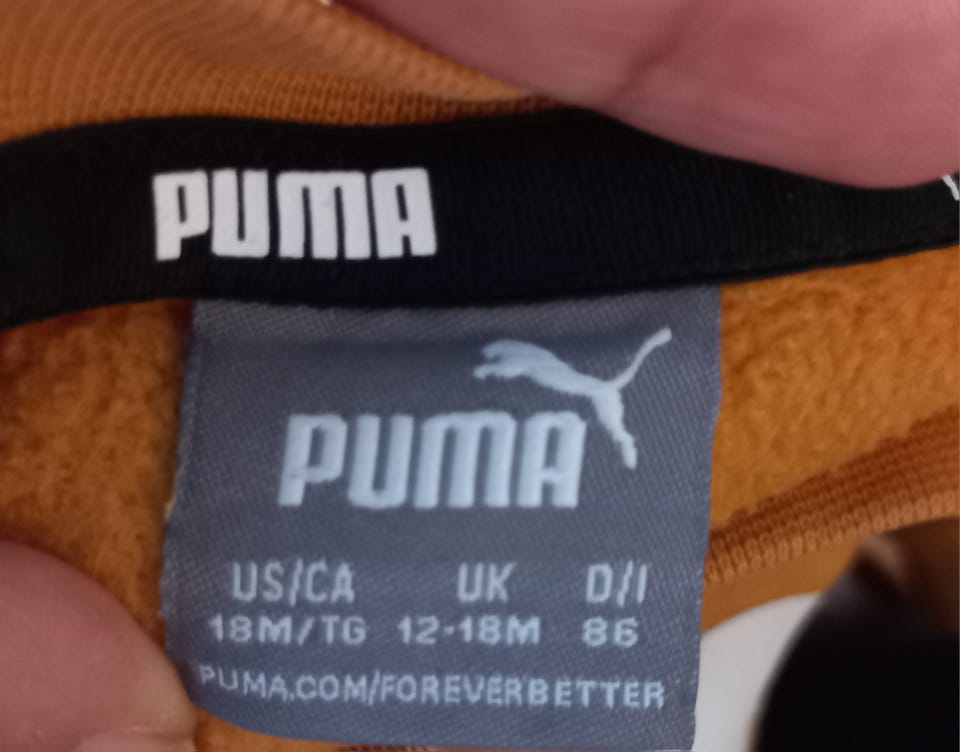 PUMA
PUMA
US/CA UK D/I
18M/TG 12-18M 86
PUMA.COM/FOREVERBETTER